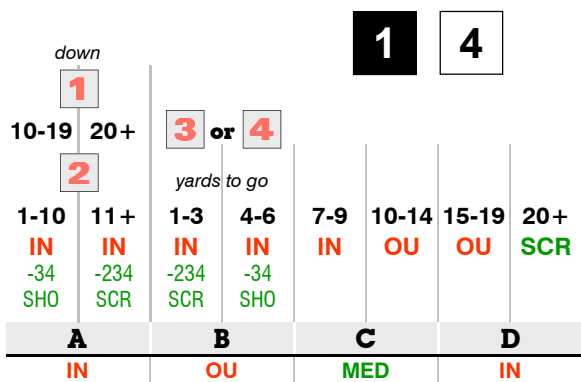 1 4
down
1
10-19 20+ 3 or 4
2 yards to go
1-10 11+ 1-3 4-6 7-9 10-14 15-19 20+
IN IN IN IN IN OU OU SCR
-34 -234 -234 -34
SHO SCR SCR SHO
A B C D
IN OU MED IN